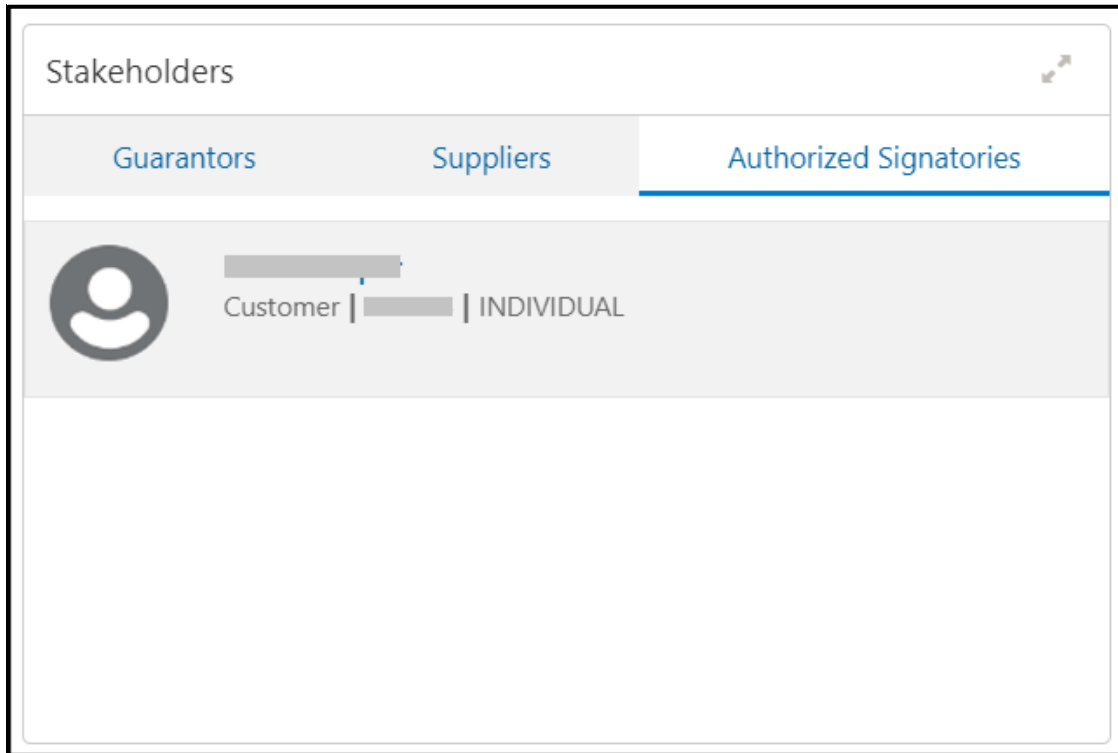 Stakeholders
Guarantors Suppliers Authorized Signatories
Customer | | INDIVIDUAL